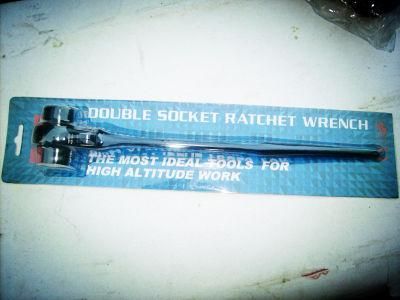 DOUBLE SOCKET RATCHET WRENCH
THE MOST IDEAL TOOLS FOR
HIGH ALTITUDE WORK